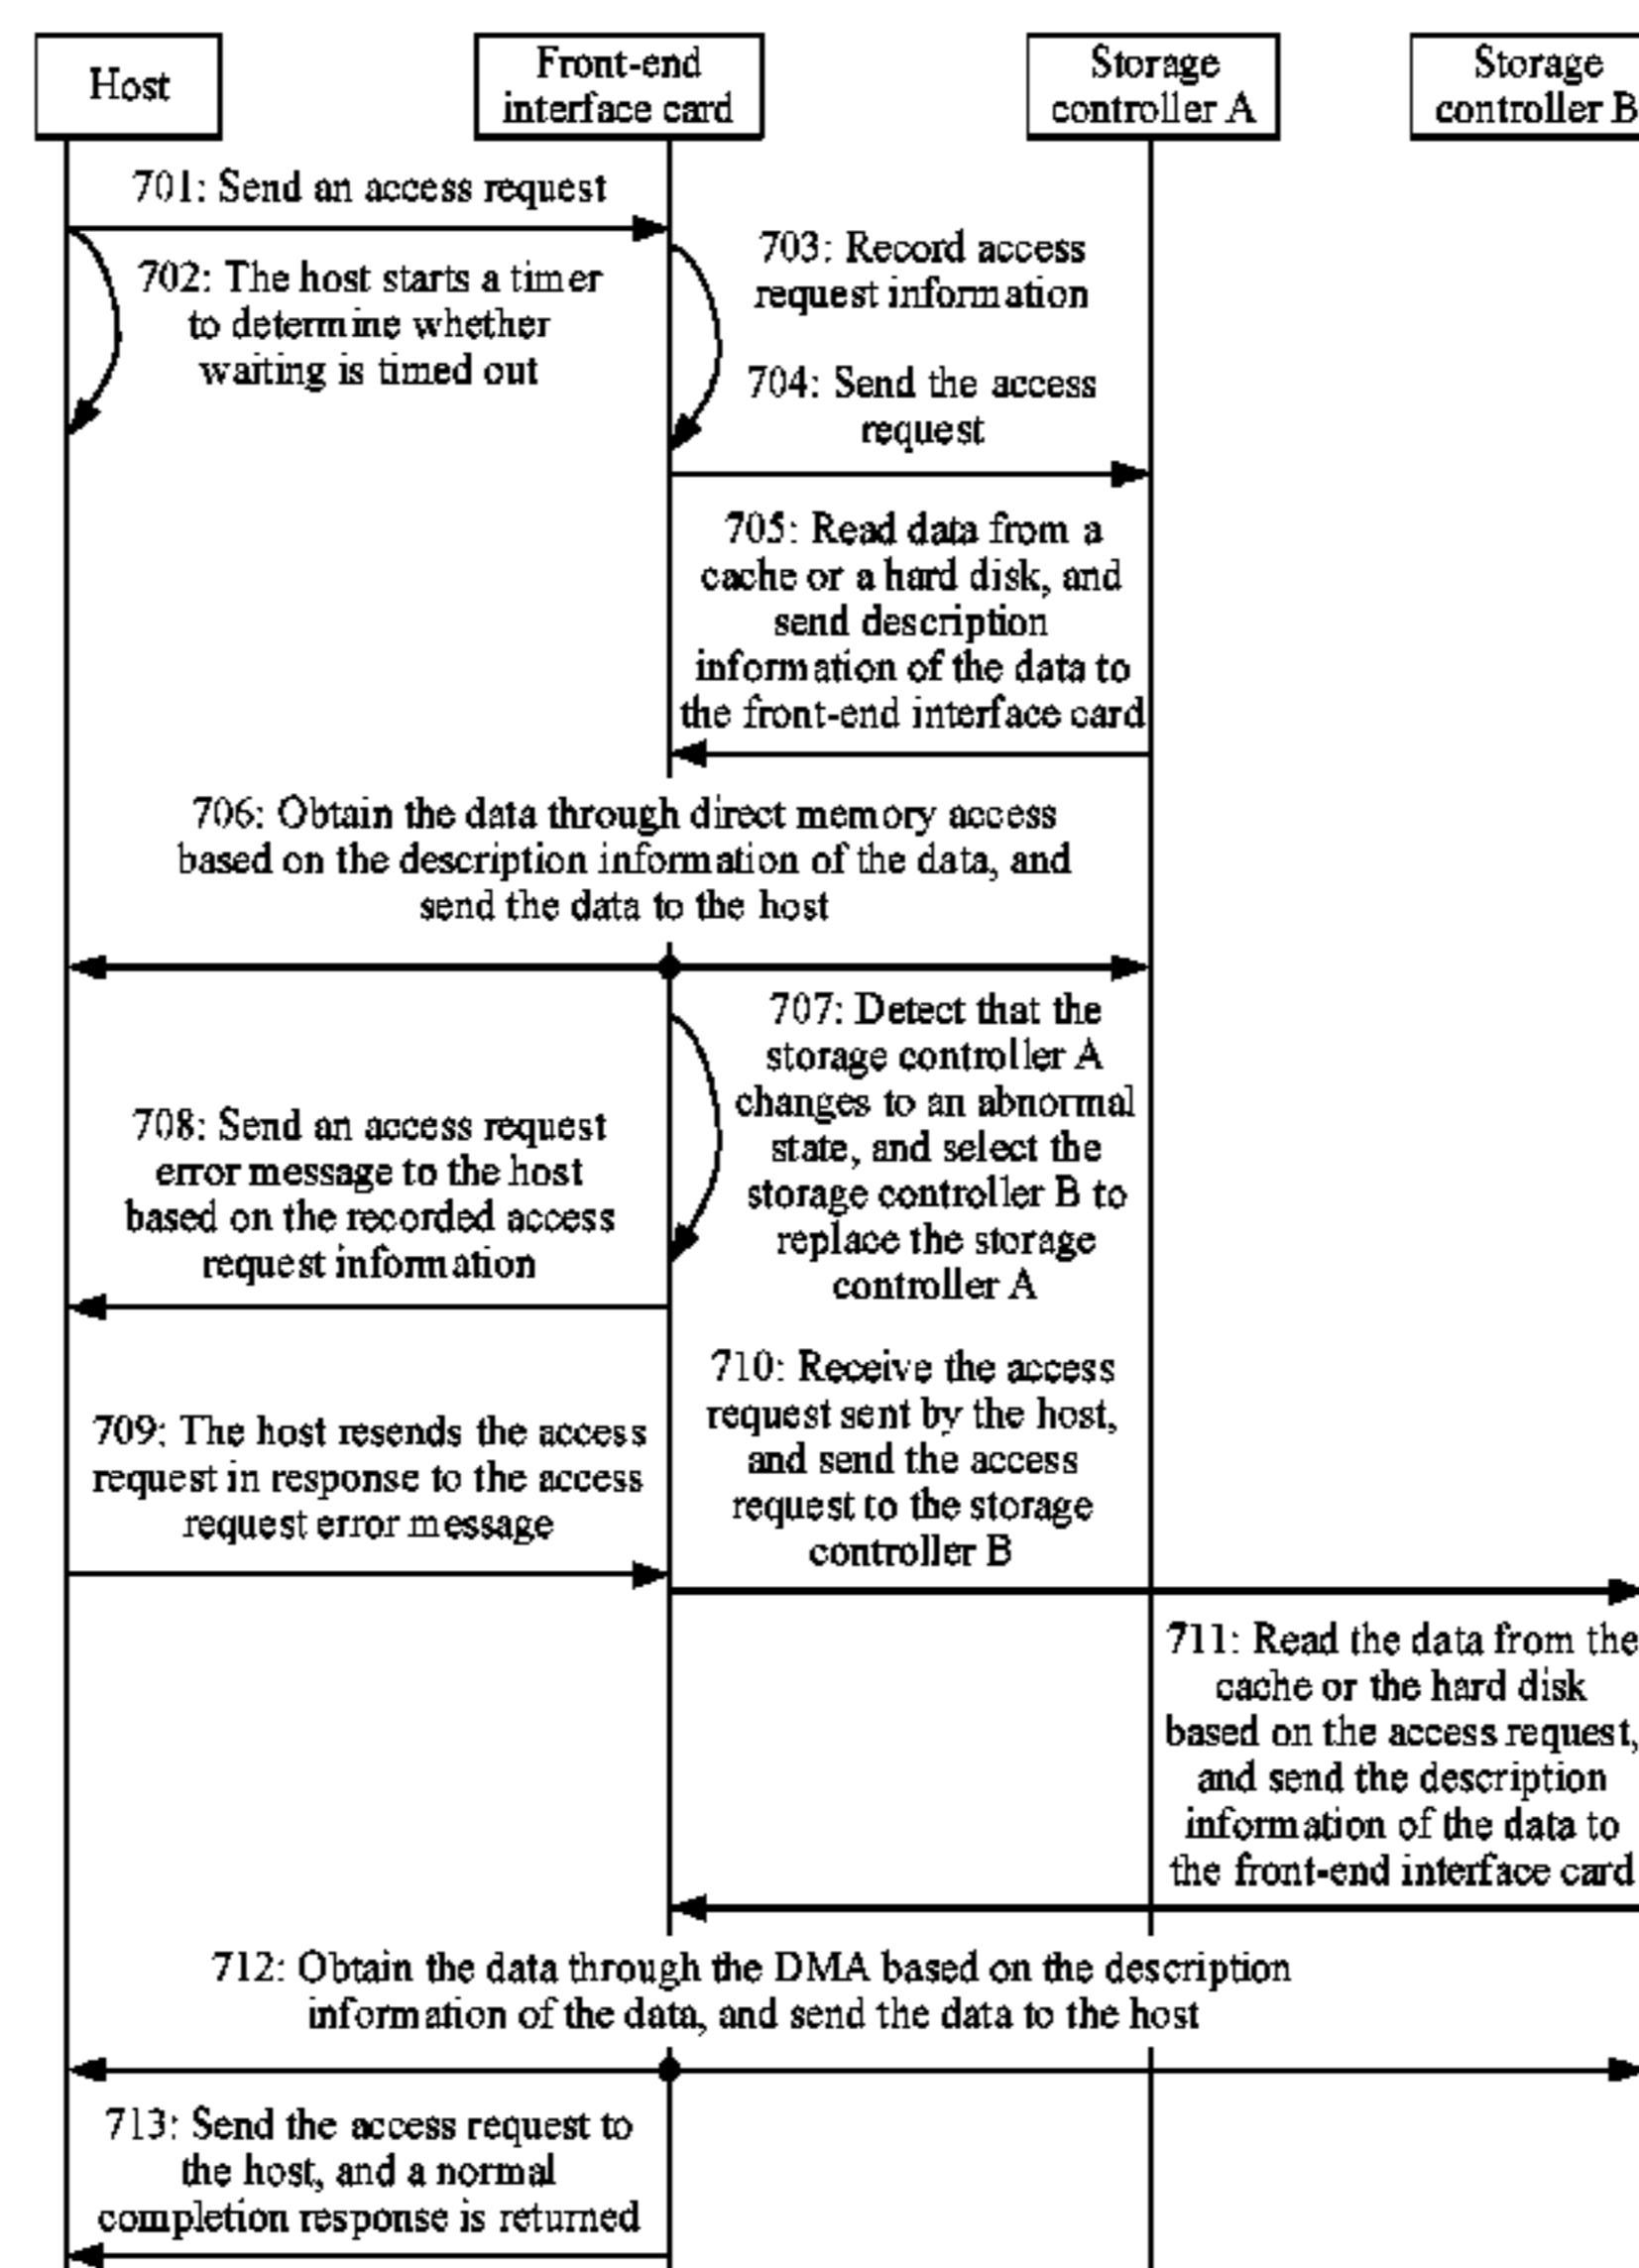 Host
Front-end
interface card
Storage
controller A
Storage
controller B
701: Send an access request
702: The host starts a timer
to determine whether
waiting is timed out
703: Record access
request information
704: Send the access
request
705: Read data from a
cache or a hard disk, and
send description
information of the data to
the front-end interface card
706: Obtain the data through direct memory access
based on the description information of the data, and
send the data to the host
707: Detect that the
storage controller A
changes to an abnormal
state, and select the
storage controller B to
replace the storage
controller A
708: Send an access request
error message to the host
based on the recorded access
request information
709: The host resends the access
request in response to the access
request error message
710: Receive the access
request sent by the host,
and send the access
request to the storage
controller B
711: Read the data from the
cache or the hard disk
based on the access request,
and send the description
information of the data to
the front-end interface card
712: Obtain the data through the DMA based on the description
information of the data, and send the data to the host
713: Send the access request to
the host, and a normal
completion response is returned